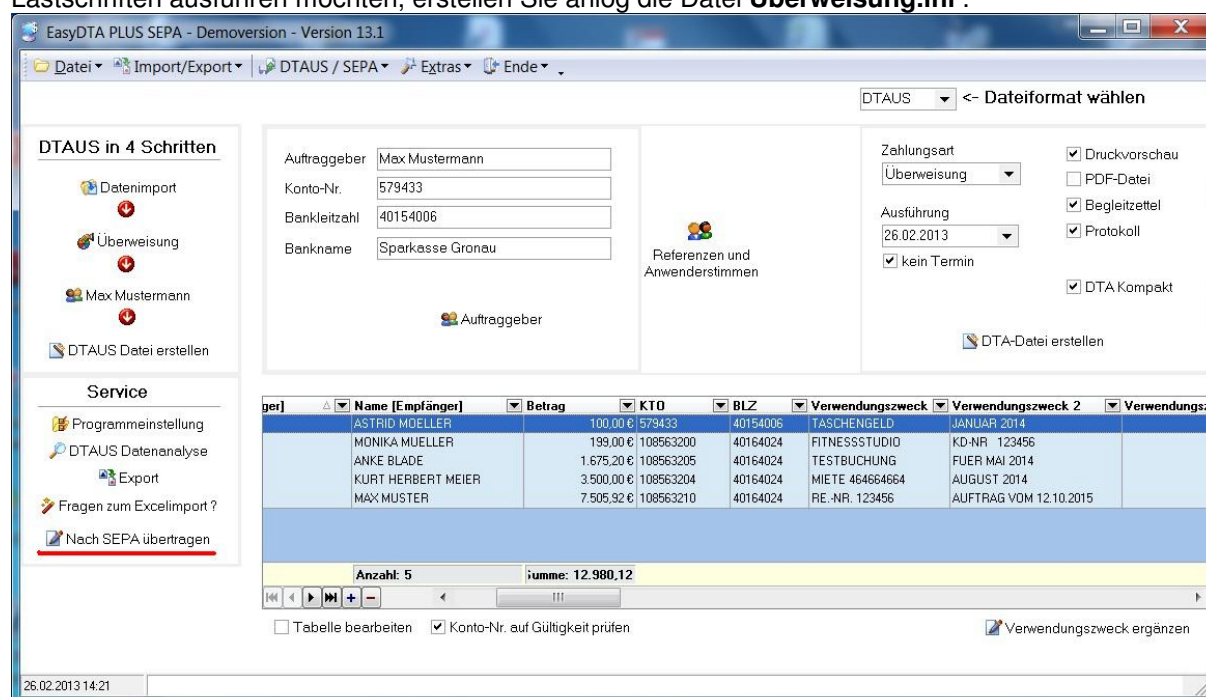 Lastschriften ausführen möchten, erstellen Sie anlog die Datei Überweisung.ini .
EasyDTA PLUS SEPA - Demoversion - Version 13.1
Datei Import/Export DTAUS / SEPA Extras Ende
DTAUS <- Dateiformat wählen
DTAUS in 4 Schritten
Datenimport
Überweisung
Max Mustermann
DTAUS Datei erstellen
Auftraggeber Max Mustermann
Konto-Nr. 579433
Bankleitzahl 40154006
Bankname Sparkasse Gronau
Auftraggeber
Referenzen und
Anwenderstimmen
Zahlungsart
Überweisung
Ausführung
26.02.2013
kein Termin
Druckvorschau
PDF-Datei
Begleitzettel
Protokoll
DTA Kompakt
DTA-Datei erstellen
Service
Programmeinstellung
DTAUS Datenanalyse
Export
Fragen zum Excelimport ?
Nach SEPA übertragen
ger] Name [Empfänger] Betrag KTO BLZ Verwendungszweck Verwendungszweck 2 Verwendungsz
ASTRID MOELLER 100,00 € 579433 40154006 TASCHENGELD JANUAR 2014
MONIKA MUELLER 199,00 € 108563200 40164024 FITNESSSTUDIO KD-NR 123456
ANKE BLADE 1.675,20 € 108563205 40164024 TESTBUCHUNG FUER MAI 2014
KURT HERBERT MEIER 3.500,00 € 108563204 40164024 MIETE 464664664 AUGUST 2014
MAX MUSTER 7.505,92 € 108563210 40164024 RE.-NR. 123456 AUFTRAG VOM 12.10.2015
Anzahl: 5 umme: 12.980,12
Tabelle bearbeiten Konto-Nr. auf Gültigkeit prüfen Verwendungszweck ergänzen
26.02.2013 14:21